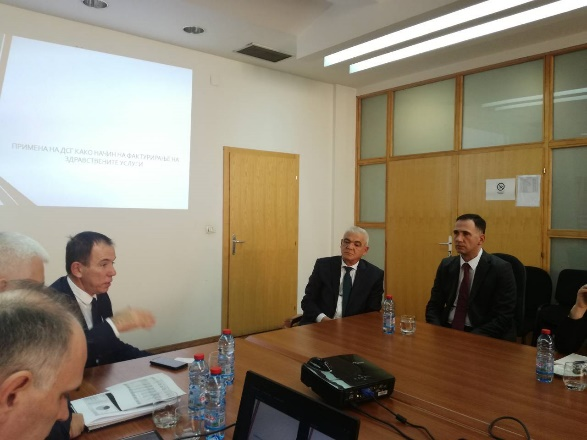 ПРИМЕНА НА ДСГ КАКО НАЧИН НА ФАКТУРИРАЊЕ НА
ЗДРАВСТВЕНИТЕ УСЛУГИ